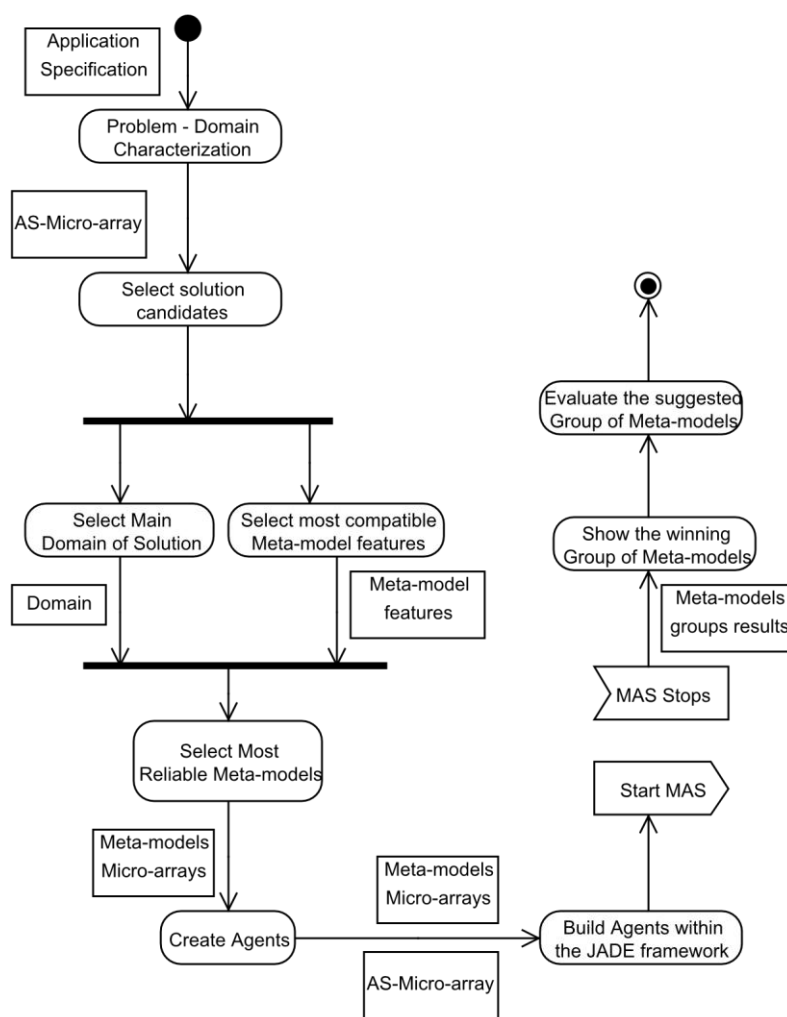 Application
Specification
Problem - Domain
Characterization
AS-Micro-array
Select solution
candidates
Select Main
Domain of Solution
Select most compatible
Meta-model features
Domain
Meta-model
features
Select Most
Reliable Meta-models
Meta-models
Micro-arrays
Create Agents
Meta-models
Micro-arrays
AS-Micro-array
Build Agents within
the JADE framework
Start MAS
MAS Stops
Meta-models
groups results
Show the winning
Group of Meta-models
Evaluate the suggested
Group of Meta-models